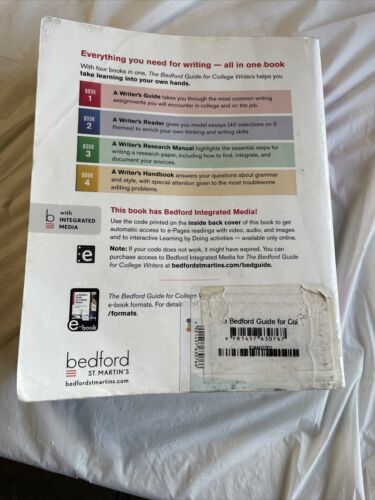 Everything you need for writing — all in one book
With four books in one, The Bedford Guide for College Writers helps you
take learning into your own hands.
BOOK
1
A Writer's Guide takes you through the most common writing
assignments you will encounter in college and on the job.
BOOK
2
A Writer's Reader gives you model essays (40 selections on
5 themes) to enrich your own thinking and writing skills.
BOOK
3
A Writer's Research Manual highlights the essential steps for
writing a research paper, including how to find, integrate, and
document your sources.
BOOK
4
A Writer's Handbook answers your questions about grammar
and style, with special attention given to the most troublesome
editing problems.
b with
INTEGRATED
MEDIA
This book has Bedford Integrated Media!
Use the code printed on the inside back cover of this book to get
automatic access to e-Pages readings with video, audio, and images
and to interactive Learning by Doing activities — available only online.
e
Note: If your code does not work, it might have expired. You can
purchase access to Bedford Integrated Media for The Bedford Guide
for College Writers at bedfordstmartins.com/bedguide.
e-book
The Bedford Guide for College
e-book formats. For detail
/formats.
bedford
ST. MARTIN'S
bedfordstmartins.com
Bedford Guide for Col
9 781457 630767